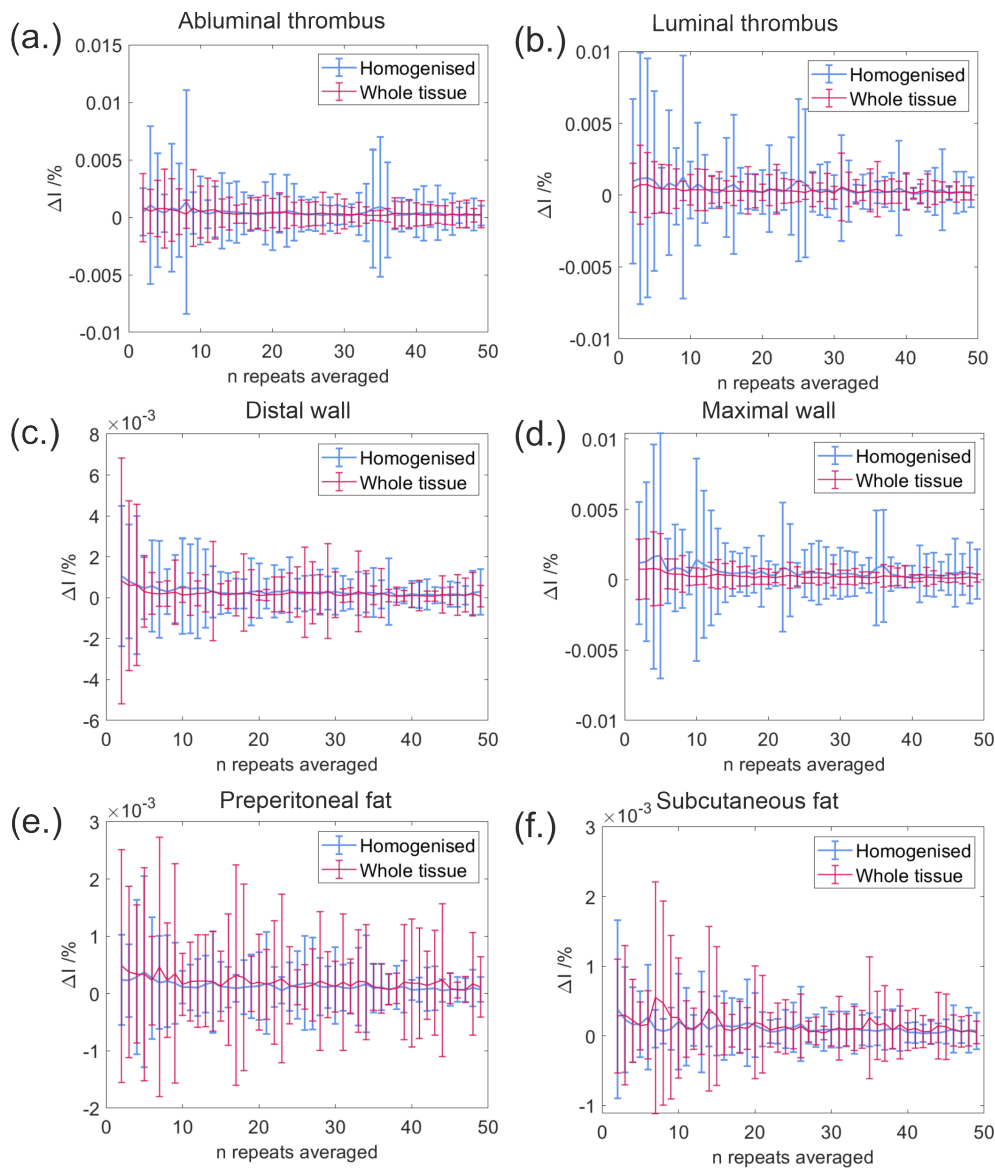 (a.)
Abluminal thrombus
0.015
0.01
0.005
0
-0.005
-0.01
ΔI /%
Homogenised
Whole tissue
0 10 20 30 40 50
n repeats averaged
(b.)
Luminal thrombus
0.01
0.005
0
-0.005
-0.01
ΔI /%
Homogenised
Whole tissue
0 10 20 30 40 50
n repeats averaged
(c.)
Distal wall
×10⁻³
8
6
4
2
0
-2
-4
-6
ΔI /%
Homogenised
Whole tissue
0 10 20 30 40 50
n repeats averaged
(d.)
Maximal wall
0.01
0.005
0
-0.005
-0.01
ΔI /%
Homogenised
Whole tissue
0 10 20 30 40 50
n repeats averaged
(e.)
Preperitoneal fat
×10⁻³
3
2
1
0
-1
-2
ΔI /%
Homogenised
Whole tissue
0 10 20 30 40 50
n repeats averaged
(f.)
Subcutaneous fat
×10⁻³
3
2
1
0
-1
ΔI /%
Homogenised
Whole tissue
0 10 20 30 40 50
n repeats averaged